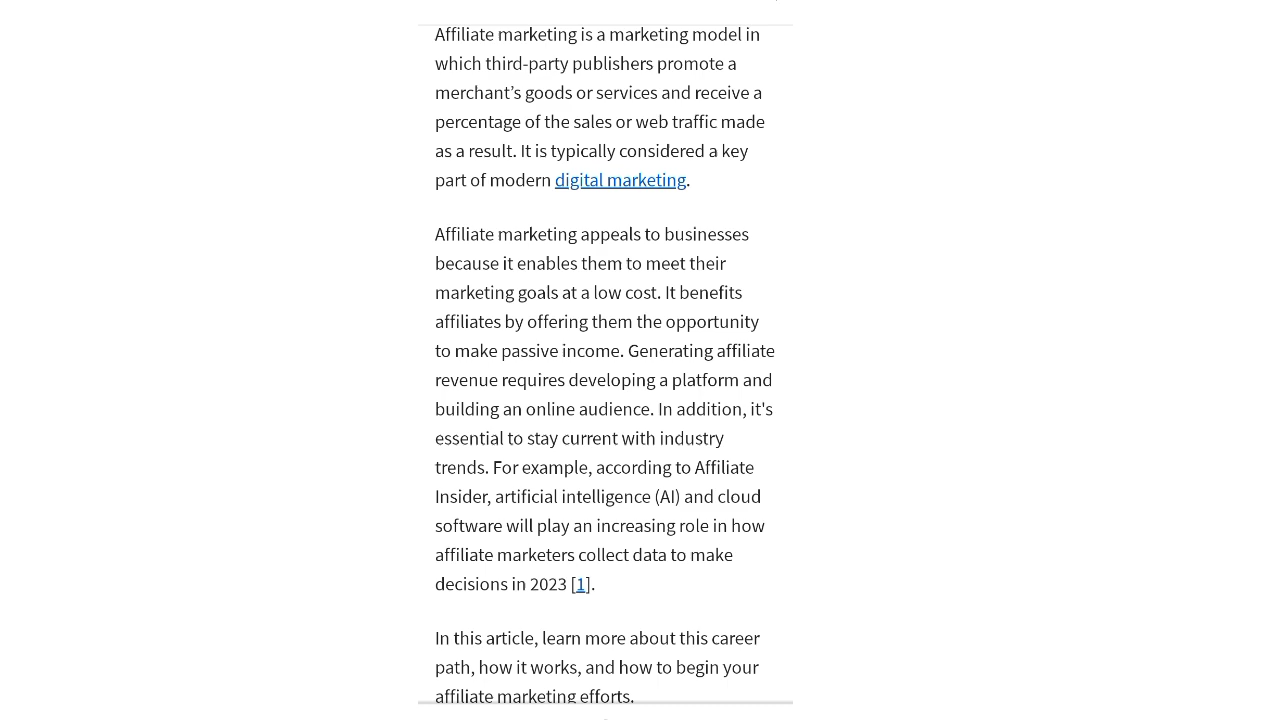 Affiliate marketing is a marketing model in
which third-party publishers promote a
merchant’s goods or services and receive a
percentage of the sales or web traffic made
as a result. It is typically considered a key
part of modern digital marketing.
Affiliate marketing appeals to businesses
because it enables them to meet their
marketing goals at a low cost. It benefits
affiliates by offering them the opportunity
to make passive income. Generating affiliate
revenue requires developing a platform and
building an online audience. In addition, it's
essential to stay current with industry
trends. For example, according to Affiliate
Insider, artificial intelligence (AI) and cloud
software will play an increasing role in how
affiliate marketers collect data to make
decisions in 2023 [1].
In this article, learn more about this career
path, how it works, and how to begin your
affiliate marketing efforts.